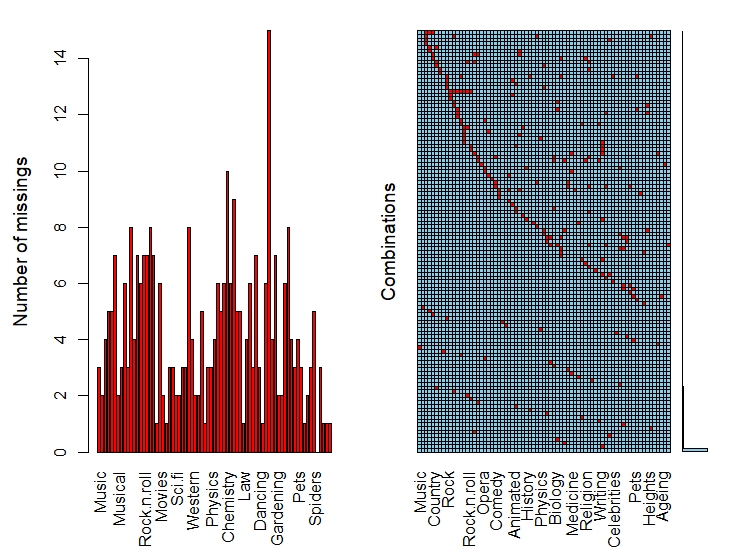 Number of missings
14
12
10
8
6
4
2
0
Music
Musical
Rock.n.roll
Movies
Sci.fi
Western
Physics
Chemistry
Law
Dancing
Gardening
Pets
Spiders
Combinations
Music
Country
Rock
Rock.n.roll
Opera
Comedy
Animated
History
Physics
Biology
Medicine
Religion
Writing
Celebrities
Pets
Heights
Ageing